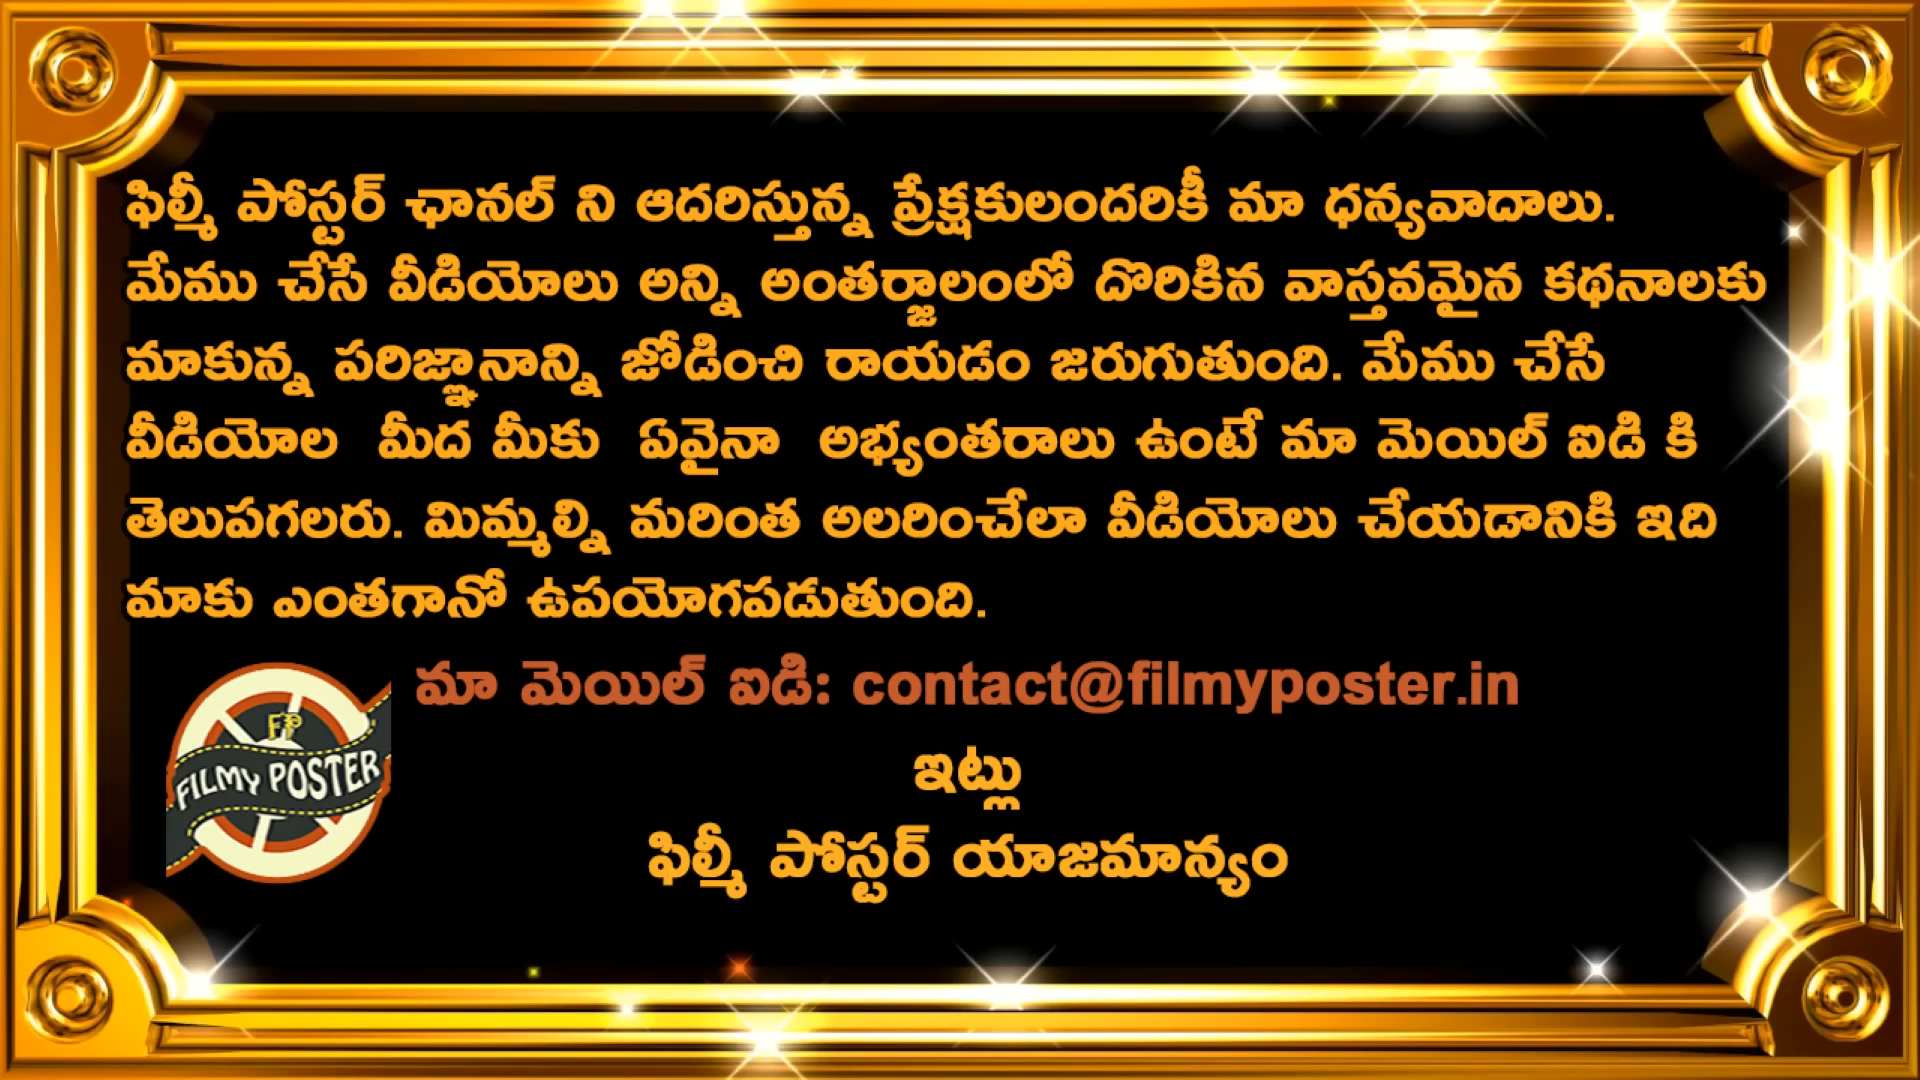 ఫిల్మీ పోస్టర్ ఛానల్ ని ఆదరిస్తున్న ప్రేక్షకులందరికీ మా ధన్యవాదాలు.
మేము చేసే వీడియోలు అన్ని అంతర్జాలంలో దొరికిన వాస్తవమైన కథనాలకు
మాకున్న పరిజ్ఞానాన్ని జోడించి రాయడం జరుగుతుంది. మేము చేసే
వీడియోల మీద మీకు ఏవైనా అభ్యంతరాలు ఉంటే మా మెయిల్ ఐడి కి
తెలుపగలరు. మిమ్మల్ని మరింత అలరించేలా వీడియోలు చేయడానికి ఇది
మాకు ఎంతగానో ఉపయోగపడుతుంది.
మా మెయిల్ ఐడి: contact@filmyposter.in
FP
FILMY POSTER
ఇట్లు
ఫిల్మీ పోస్టర్ యాజమాన్యం